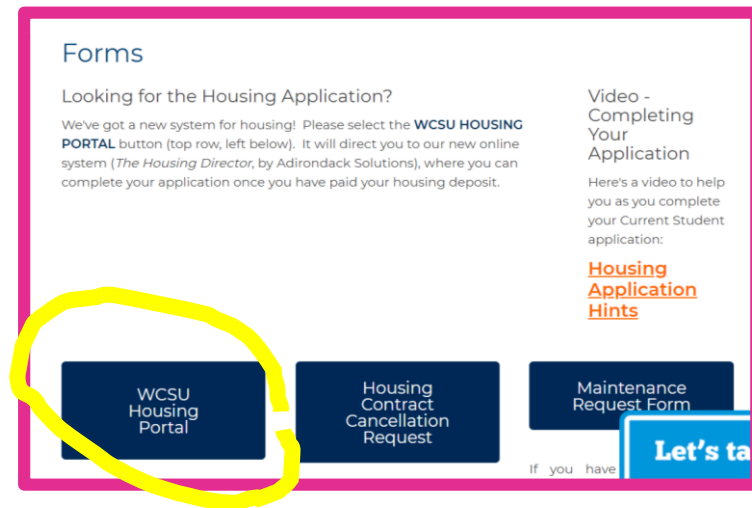 Forms
Looking for the Housing Application?
We've got a new system for housing! Please select the WCSU HOUSING
PORTAL button (top row, left below). It will direct you to our new online
system (The Housing Director, by Adirondack Solutions), where you can
complete your application once you have paid your housing deposit.
Video -
Completing
Your
Application
Here's a video to help
you as you complete
your Current Student
application:
Housing
Application
Hints
WCSU
Housing
Portal
Housing
Contract
Cancellation
Request
Maintenance
Request Form
If you have
Let's